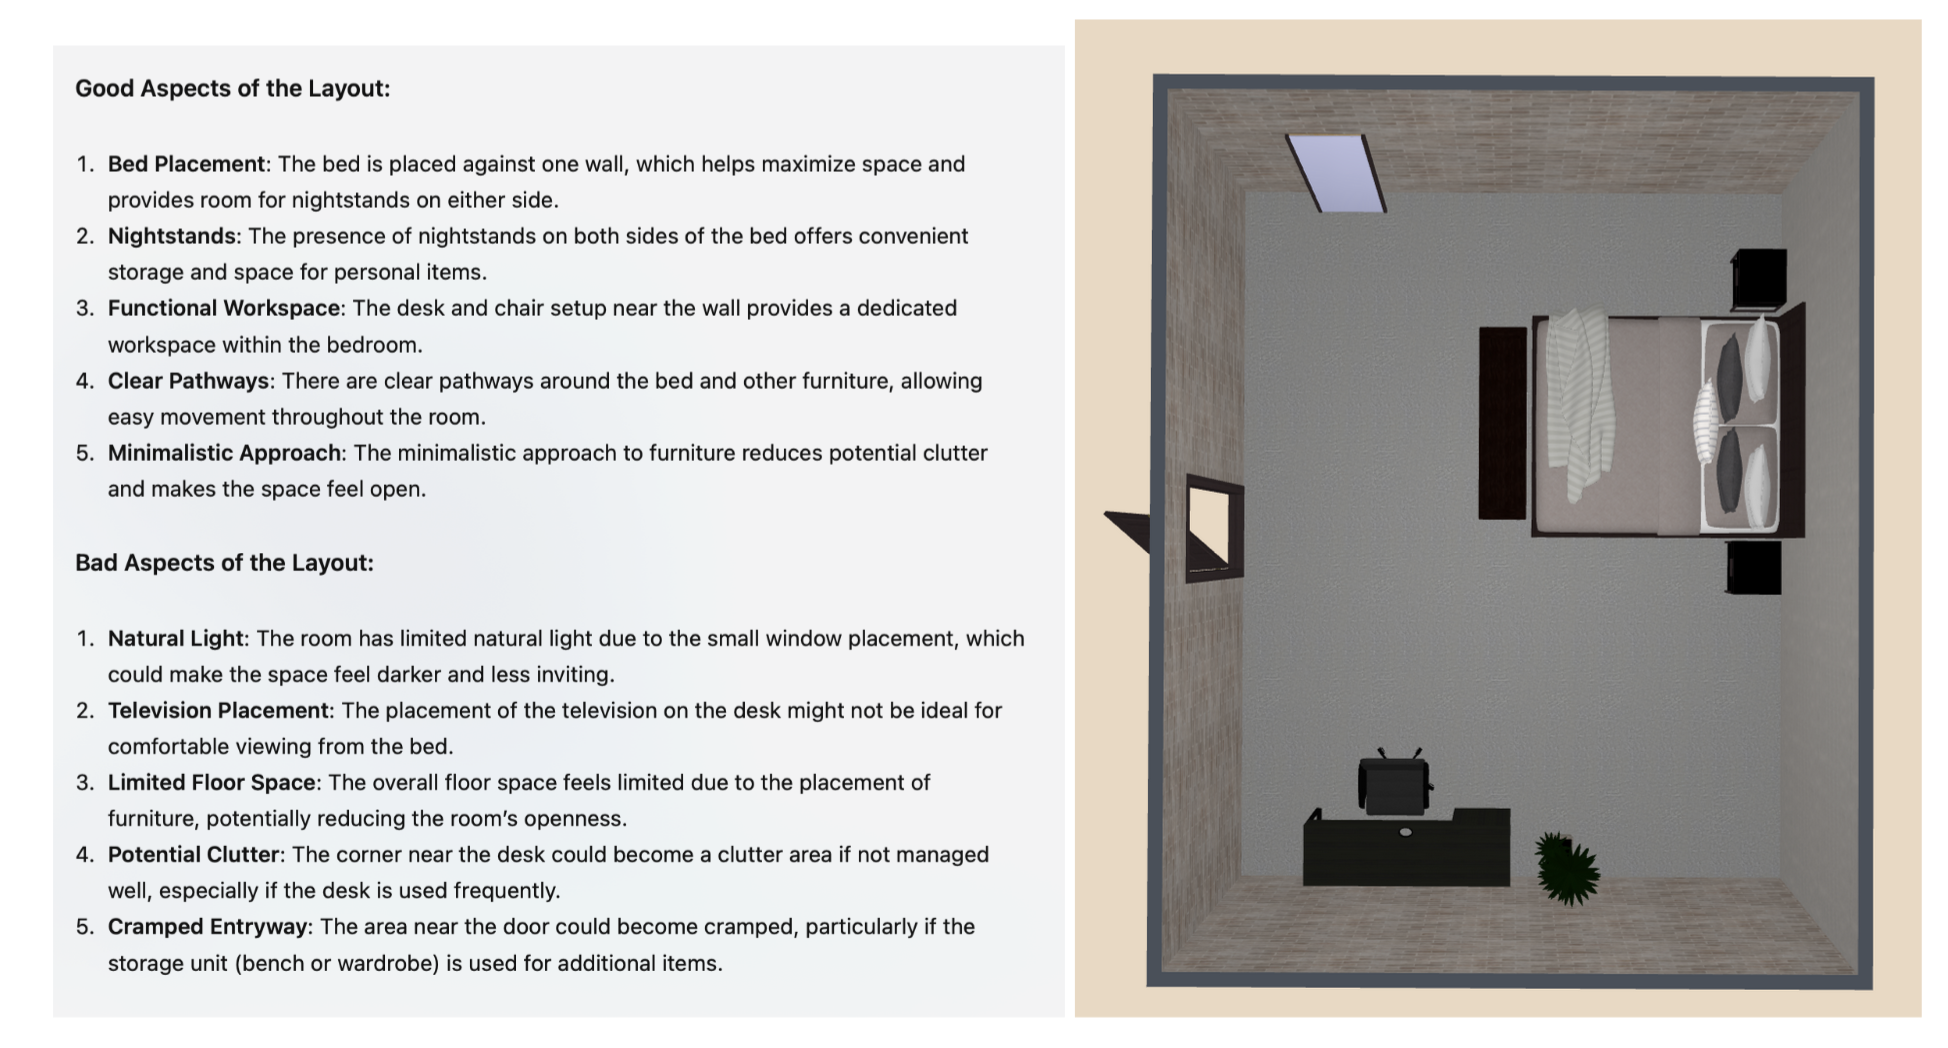 Good Aspects of the Layout:
1. Bed Placement: The bed is placed against one wall, which helps maximize space and
provides room for nightstands on either side.
2. Nightstands: The presence of nightstands on both sides of the bed offers convenient
storage and space for personal items.
3. Functional Workspace: The desk and chair setup near the wall provides a dedicated
workspace within the bedroom.
4. Clear Pathways: There are clear pathways around the bed and other furniture, allowing
easy movement throughout the room.
5. Minimalistic Approach: The minimalistic approach to furniture reduces potential clutter
and makes the space feel open.
Bad Aspects of the Layout:
1. Natural Light: The room has limited natural light due to the small window placement, which
could make the space feel darker and less inviting.
2. Television Placement: The placement of the television on the desk might not be ideal for
comfortable viewing from the bed.
3. Limited Floor Space: The overall floor space feels limited due to the placement of
furniture, potentially reducing the room’s openness.
4. Potential Clutter: The corner near the desk could become a clutter area if not managed
well, especially if the desk is used frequently.
5. Cramped Entryway: The area near the door could become cramped, particularly if the
storage unit (bench or wardrobe) is used for additional items.